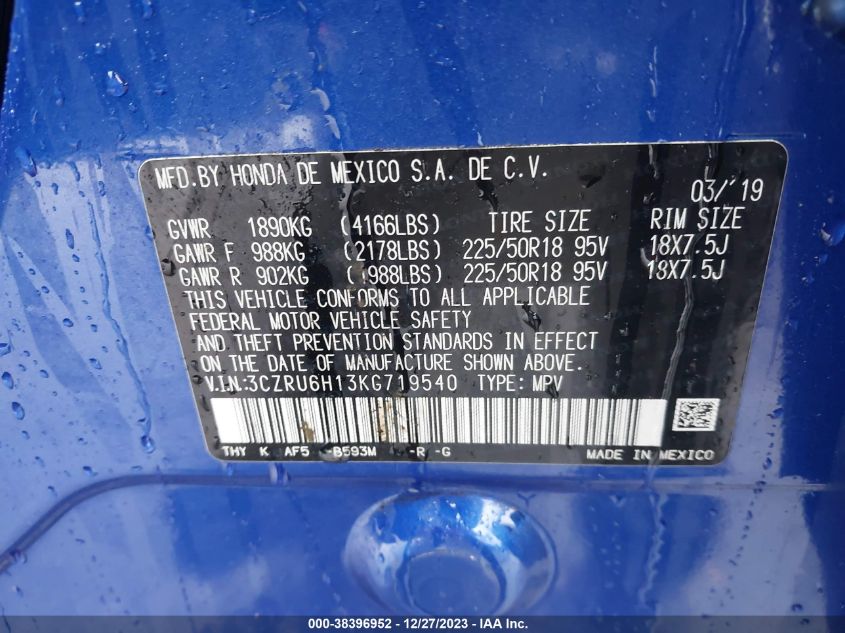 MFD. BY HONDA DE MEXICO S.A. DE C.V.
03/'19
GVWR 1890KG (4166LBS) TIRE SIZE RIM SIZE
GAWR F 988KG (2178LBS) 225/50R18 95V 18X7.5J
GAWR R 902KG (1988LBS) 225/50R18 95V 18X7.5J
THIS VEHICLE CONFORMS TO ALL APPLICABLE
FEDERAL MOTOR VEHICLE SAFETY
AND THEFT PREVENTION STANDARDS IN EFFECT
ON THE DATE OF MANUFACTURE SHOWN ABOVE.
V.I.N.:3CZRU6H13KG719540 TYPE: MPV
THY K AF5 -B593M -R -G MADE IN MEXICO
000-38396952 - 12/27/2023 - IAA Inc.